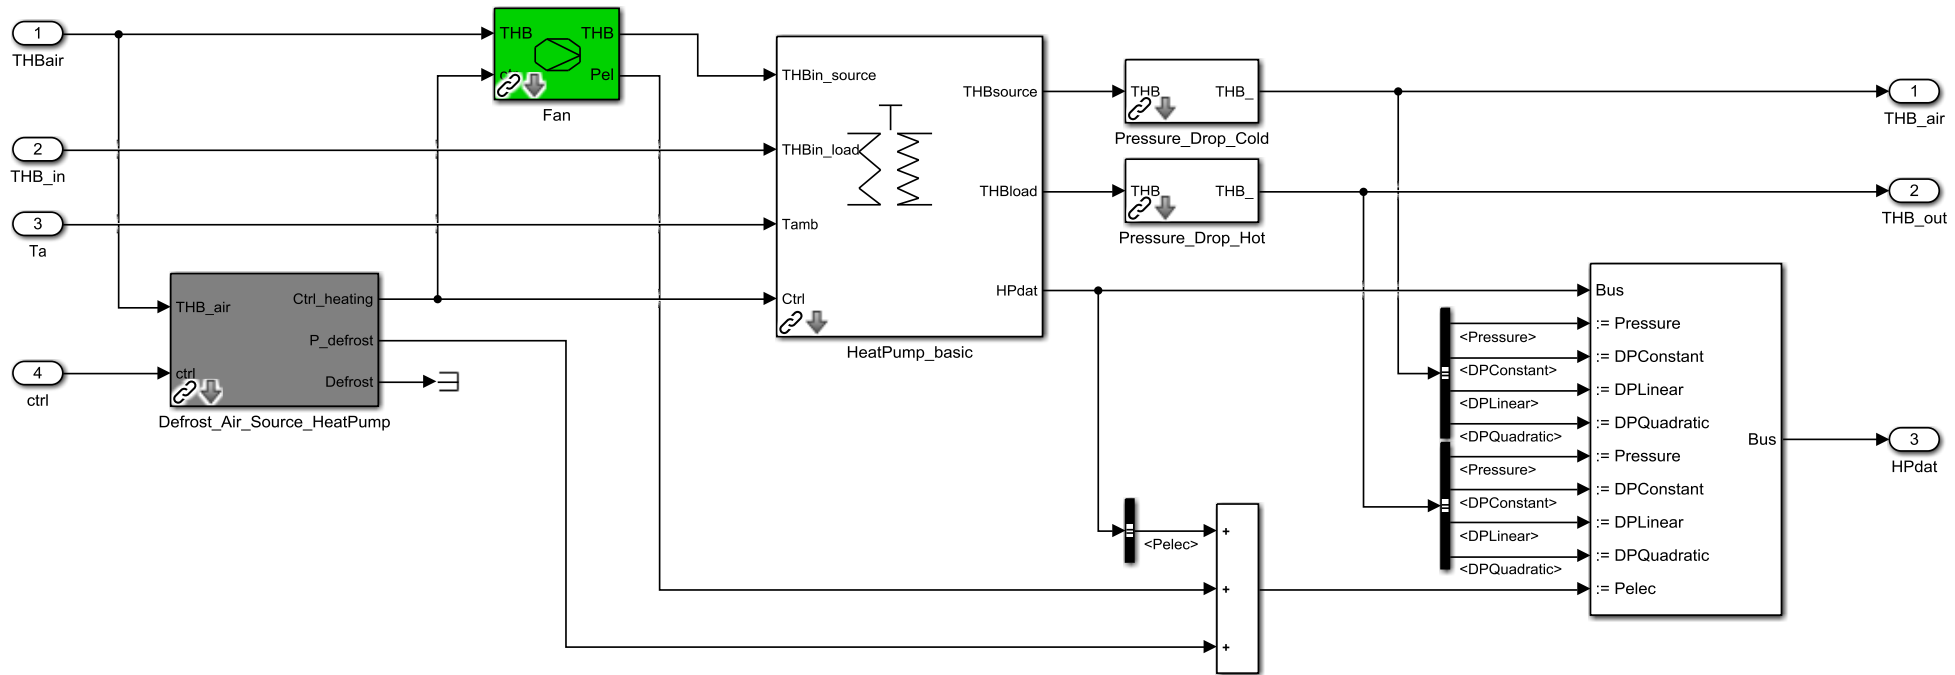 1
THBair
2
THB_in
3
Ta
4
ctrl
THB
THB
Pel
Fan
THB_air
ctrl
Ctrl_heating
P_defrost
Defrost
Defrost_Air_Source_HeatPump
THBin_source
THBin_load
Tamb
Ctrl
THBsource
THBload
HPdat
HeatPump_basic
THB
THB_
Pressure_Drop_Cold
THB
THB_
Pressure_Drop_Hot
<Pelec>
+
+
+
<Pressure>
<DPConstant>
<DPLinear>
<DPQuadratic>
<Pressure>
<DPConstant>
<DPLinear>
<DPQuadratic>
Bus
:= Pressure
:= DPConstant
:= DPLinear
:= DPQuadratic
:= Pressure
:= DPConstant
:= DPLinear
:= DPQuadratic
:= Pelec
Bus
1
THB_air
2
THB_out
3
HPdat